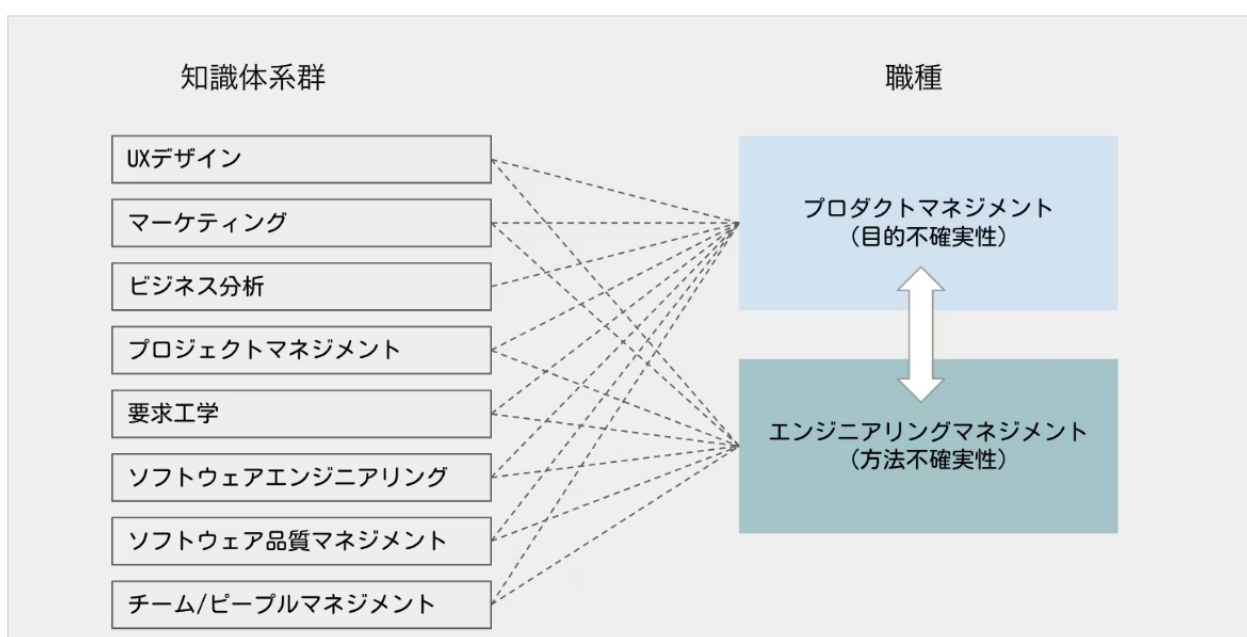 知識体系群
職種
UXデザイン
マーケティング
ビジネス分析
プロジェクトマネジメント
要求工学
ソフトウェアエンジニアリング
ソフトウェア品質マネジメント
チーム/ピープルマネジメント
プロダクトマネジメント
（目的不確実性）
エンジニアリングマネジメント
（方法不確実性）